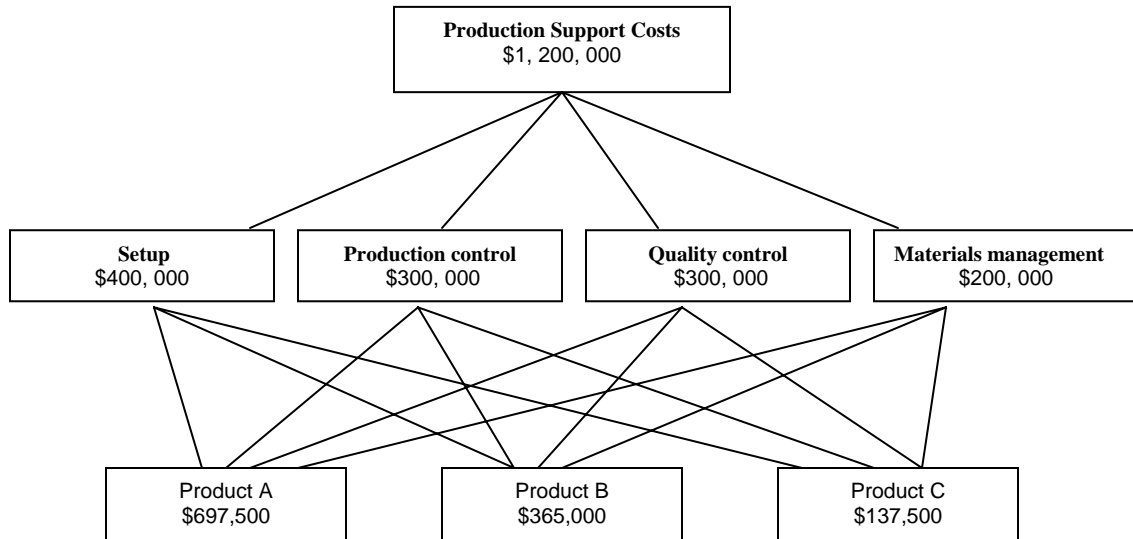 Production Support Costs
$1, 200, 000
Setup
$400, 000
Production control
$300, 000
Quality control
$300, 000
Materials management
$200, 000
Product A
$697,500
Product B
$365,000
Product C
$137,500